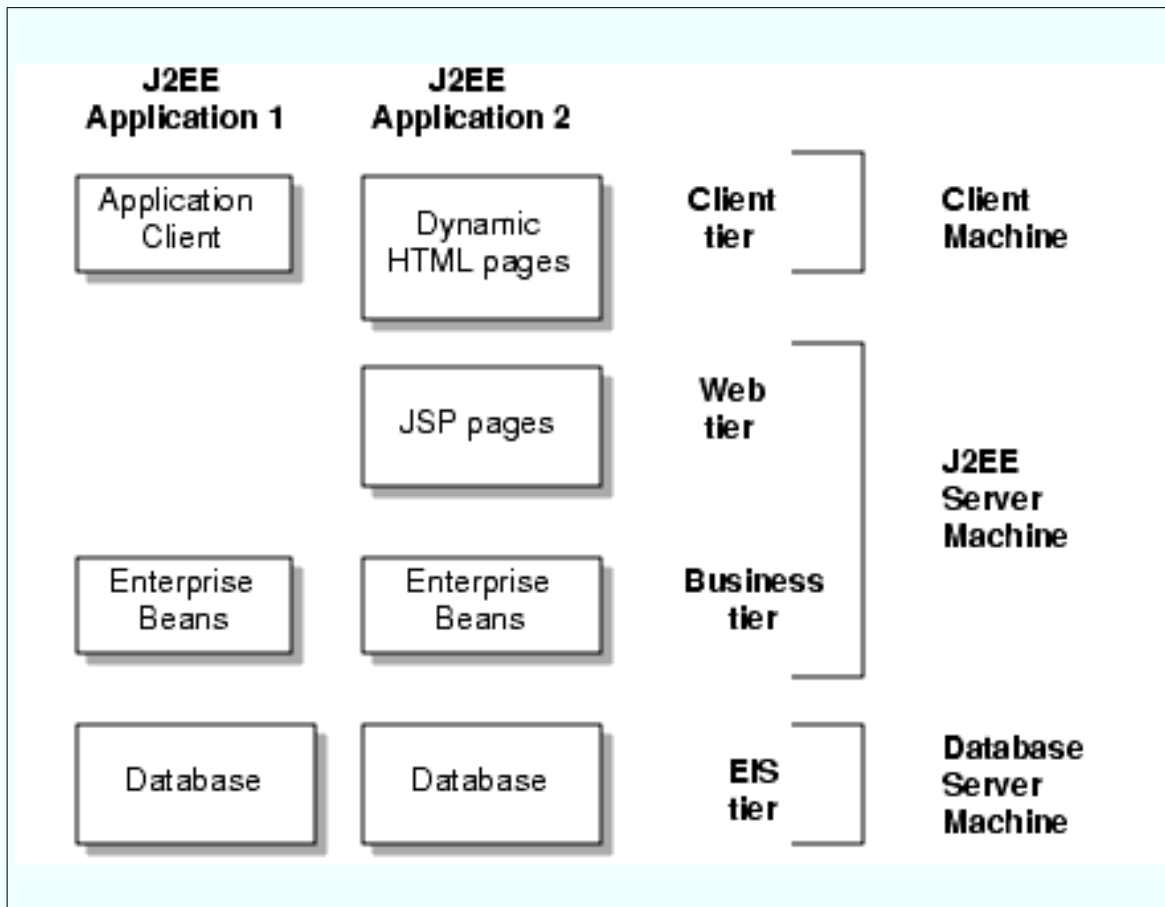 J2EE
Application 1
J2EE
Application 2
Application
Client
Dynamic
HTML pages
Client
tier
Client
Machine
JSP pages
Web
tier
J2EE
Server
Machine
Enterprise
Beans
Enterprise
Beans
Business
tier
Database
Database
EIS
tier
Database
Server
Machine